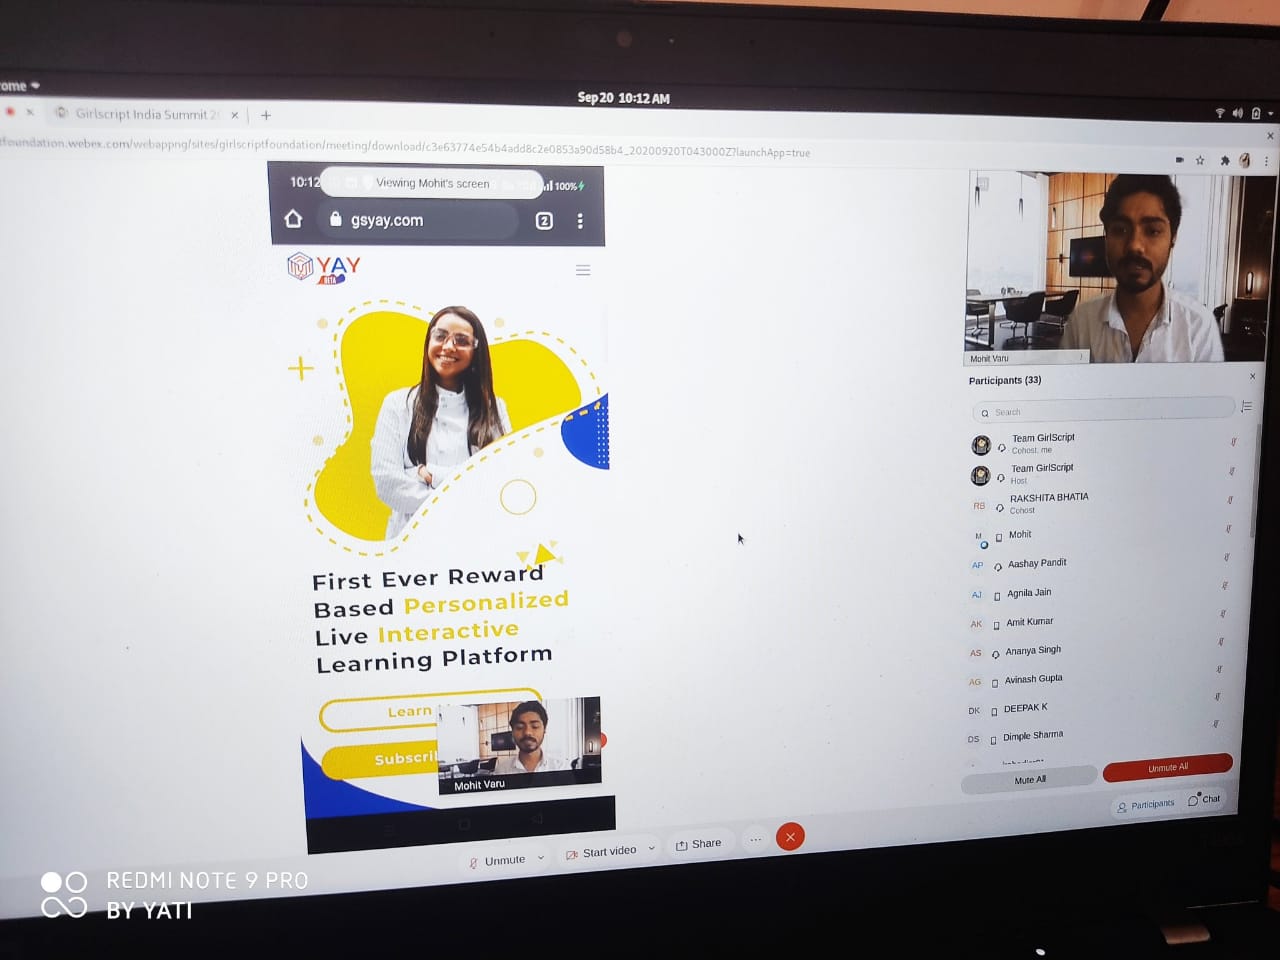 ome
Sep 20 10:12 AM
Girlscript India Summit 2
foundation.webex.com/webappng/sites/girlscriptfoundation/meeting/download/c3e63774e54b4add8c2e0853a90d58b4_20200920T043000Z?launchApp=true
10:12
Viewing Mohit's screen
100%
gsyay.com
2
YAY
BETA
First Ever Reward
Based Personalized
Live Interactive
Learning Platform
Learn
Subscri
Mohit Varu
Mohit Varu
Participants (33)
Search
Team GirlScript
Cohost, me
Team GirlScript
Host
RB RAKSHITA BHATIA
Cohost
M Mohit
AP Aashay Pandit
AJ Agnila Jain
AK Amit Kumar
AS Ananya Singh
AG Avinash Gupta
DK DEEPAK K
DS Dimple Sharma
Mute All
Unmute All
Participants
Chat
Unmute
Start video
Share
REDMI NOTE 9 PRO
BY YATI